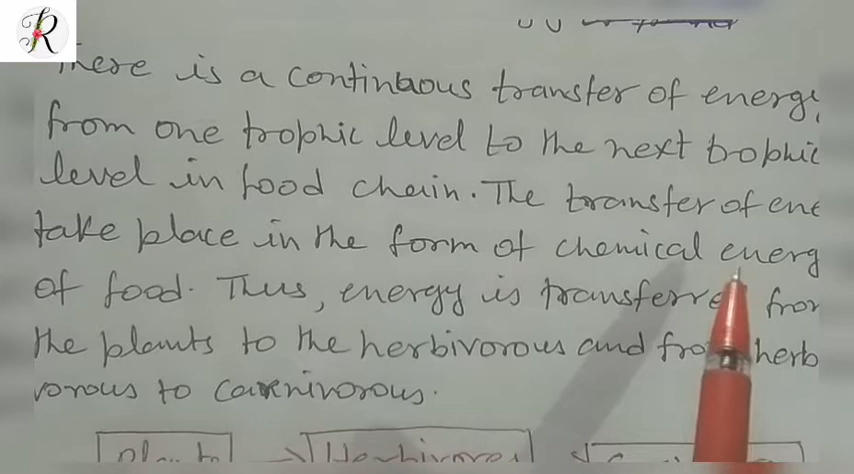 R
There is a continuous transfer of energy
from one trophic level to the next trophic
level in food chain. The transfer of ene
take place in the form of chemical energ
of food. Thus, energy is transferre from
the plants to the herbivorous and fro herb
vorous to carnivorous.
Plants Herbivores